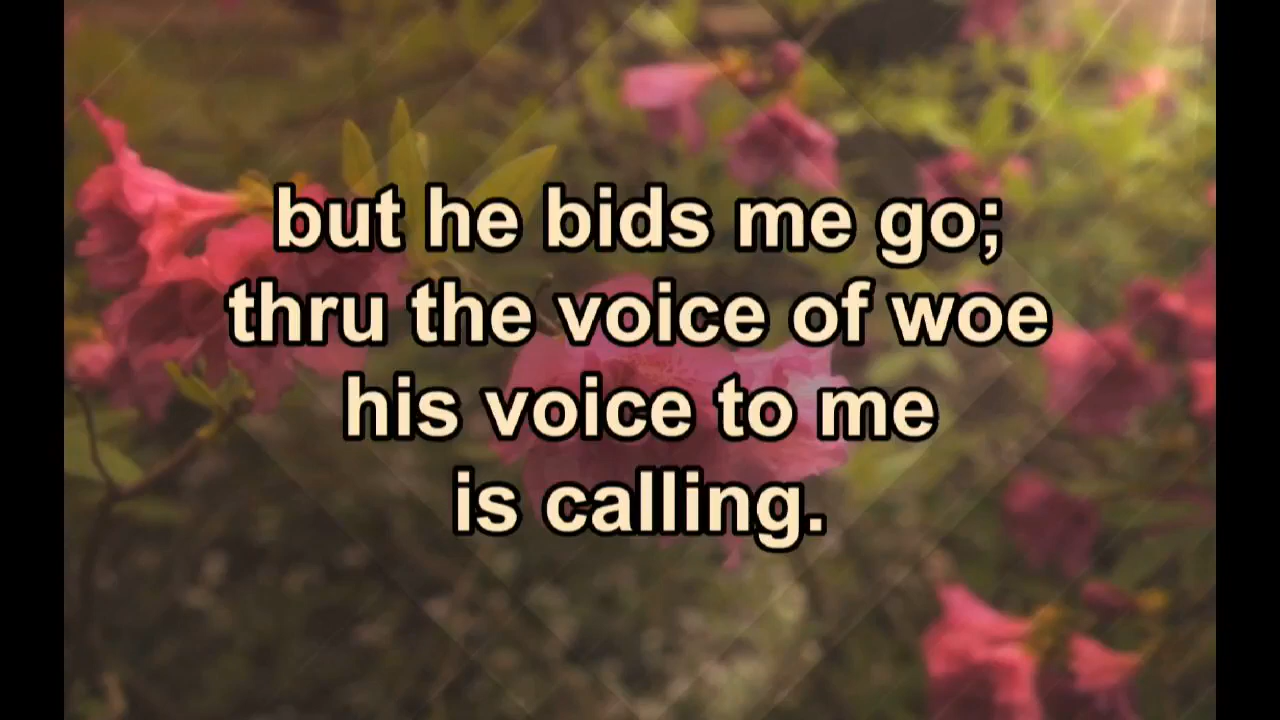 but he bids me go;
thru the voice of woe
his voice to me
is calling.